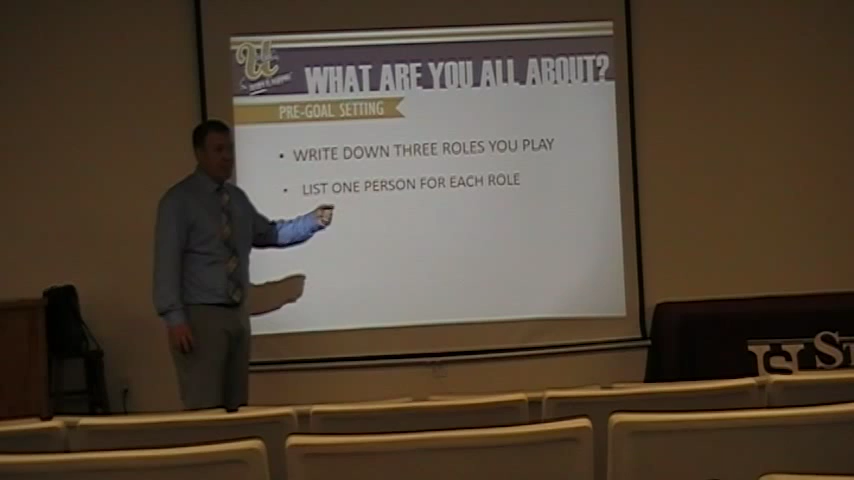 WHAT ARE YOU ALL ABOUT?
PRE-GOAL SETTING
• WRITE DOWN THREE ROLES YOU PLAY
• LIST ONE PERSON FOR EACH ROLE